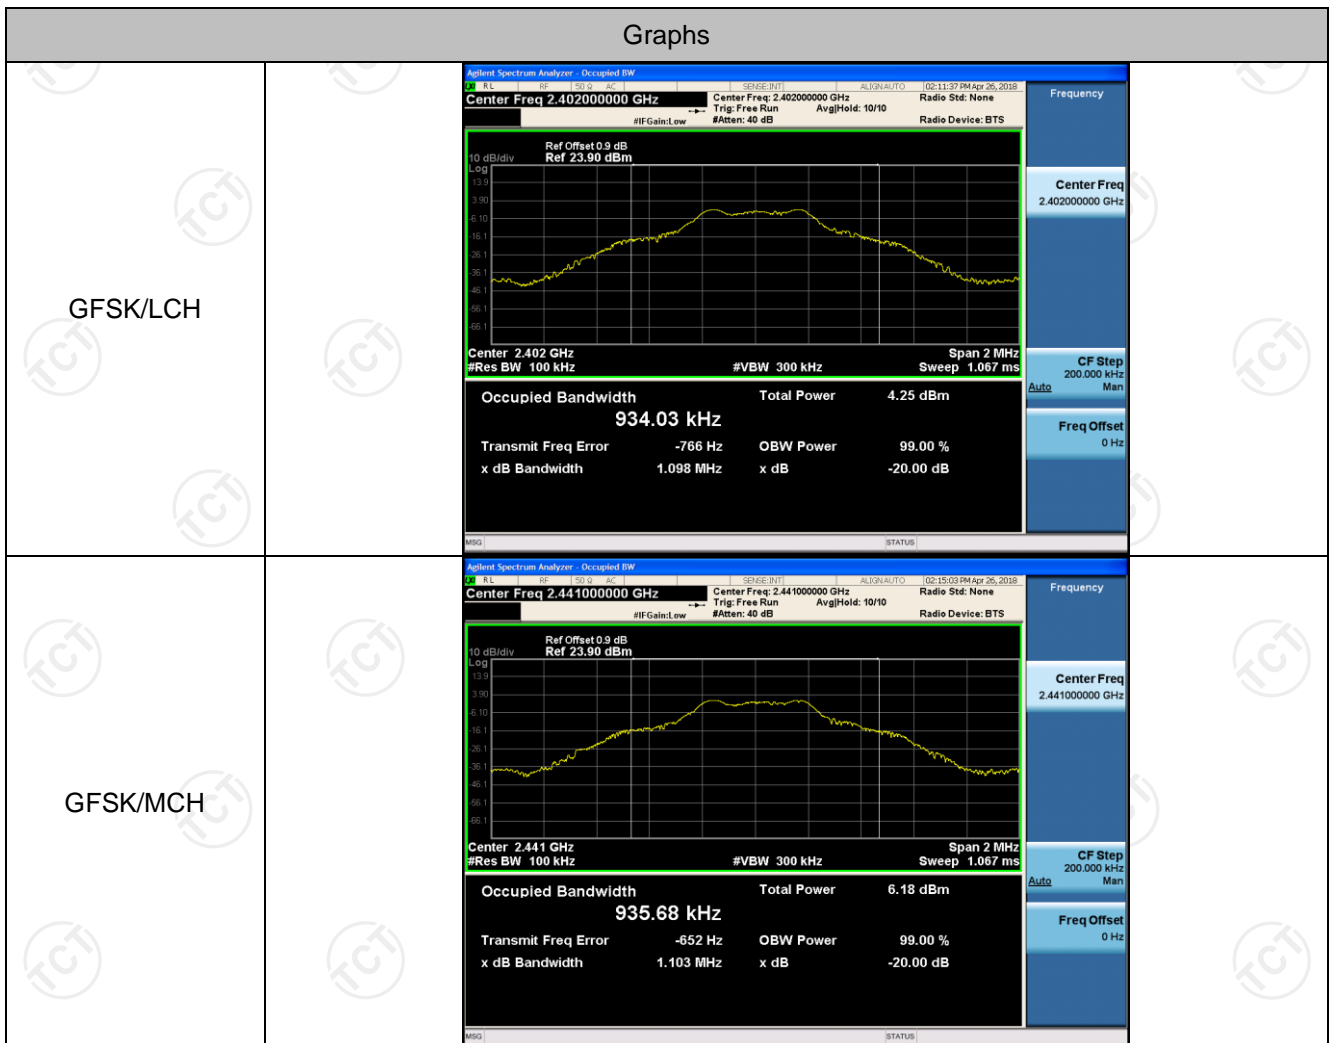 Graphs
GFSK/LCH
Agilent Spectrum Analyzer - Occupied BW
RL RF 50 Ω AC SENSE:INT ALIGN AUTO 02:11:37 PM Apr 26, 2018
Center Freq 2.402000000 GHz Center Freq: 2.402000000 GHz Radio Std: None
Trig: Free Run Avg|Hold: 10/10
#IFGain:Low #Atten: 40 dB Radio Device: BTS
Ref Offset 0.9 dB
10 dB/div Ref 23.90 dBm
Log
13.9
3.90
-6.10
-16.1
-26.1
-36.1
-46.1
-56.1
-66.1
Center 2.402 GHz Span 2 MHz
#Res BW 100 kHz #VBW 300 kHz Sweep 1.067 ms
Occupied Bandwidth Total Power 4.25 dBm
934.03 kHz
Transmit Freq Error -766 Hz OBW Power 99.00 %
x dB Bandwidth 1.098 MHz x dB -20.00 dB
MSG STATUS
Frequency
Center Freq
2.402000000 GHz
CF Step
200.000 kHz
Auto Man
Freq Offset
0 Hz
GFSK/MCH
Agilent Spectrum Analyzer - Occupied BW
RL RF 50 Ω AC SENSE:INT ALIGN AUTO 02:15:03 PM Apr 26, 2018
Center Freq 2.441000000 GHz Center Freq: 2.441000000 GHz Radio Std: None
Trig: Free Run Avg|Hold: 10/10
#IFGain:Low #Atten: 40 dB Radio Device: BTS
Ref Offset 0.9 dB
10 dB/div Ref 23.90 dBm
Log
13.9
3.90
-6.10
-16.1
-26.1
-36.1
-46.1
-56.1
-66.1
Center 2.441 GHz Span 2 MHz
#Res BW 100 kHz #VBW 300 kHz Sweep 1.067 ms
Occupied Bandwidth Total Power 6.18 dBm
935.68 kHz
Transmit Freq Error -652 Hz OBW Power 99.00 %
x dB Bandwidth 1.103 MHz x dB -20.00 dB
MSG STATUS
Frequency
Center Freq
2.441000000 GHz
CF Step
200.000 kHz
Auto Man
Freq Offset
0 Hz
TCT
TCT
TCT
TCT
TCT
TCT
TCT
TCT
TCT
TCT
TCT
TCT